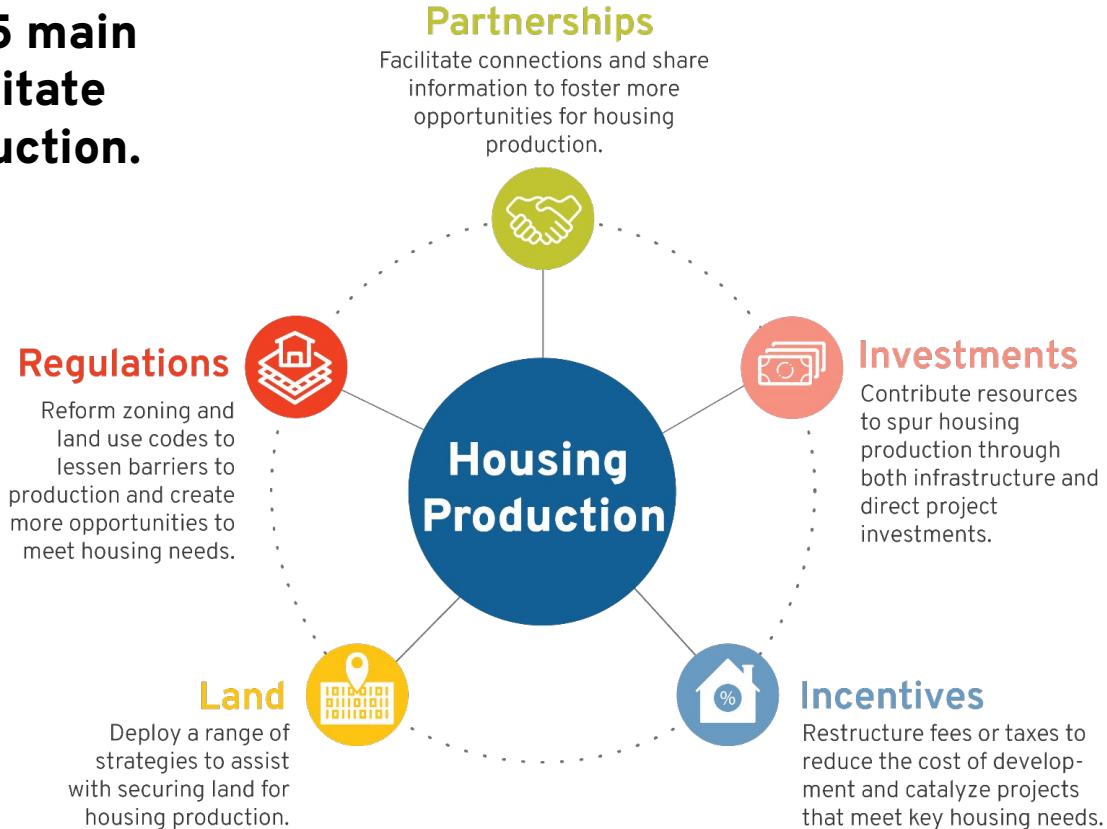 5 main
itate
uction.
Partnerships
Facilitate connections and share
information to foster more
opportunities for housing
production.
Regulations
Reform zoning and
land use codes to
lessen barriers to
production and create
more opportunities to
meet housing needs.
Investments
Contribute resources
to spur housing
production through
both infrastructure and
direct project
investments.
Housing
Production
Land
Deploy a range of
strategies to assist
with securing land for
housing production.
%
Incentives
Restructure fees or taxes to
reduce the cost of develop-
ment and catalyze projects
that meet key housing needs.